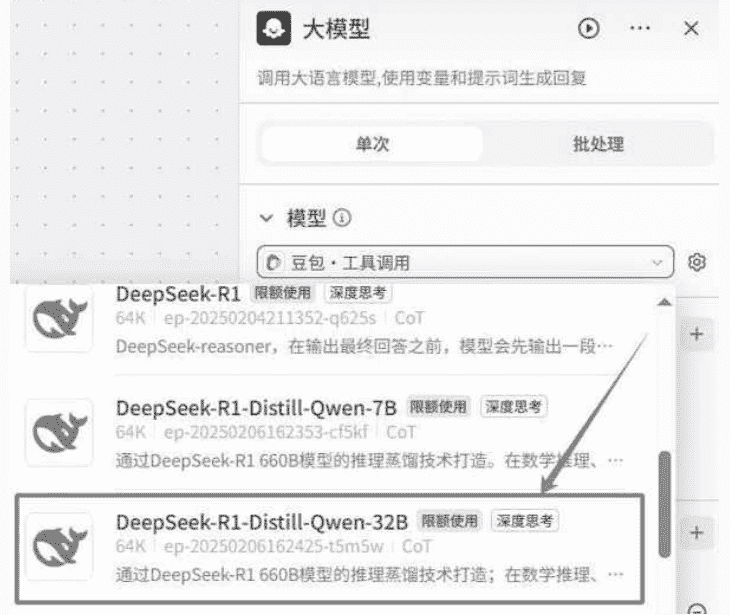 大模型
调用大语言模型,使用变量和提示词生成回复
单次 批处理
模型
豆包·工具调用
DeepSeek-R1 限额使用 深度思考
64K ep-20250204211352-q625s CoT
DeepSeek-reasoner，在输出最终回答之前，模型会先输出一段…
DeepSeek-R1-Distill-Qwen-7B 限额使用 深度思考
64K ep-20250206162353-cf5kf CoT
通过DeepSeek-R1 660B模型的推理蒸馏技术打造。在数学推理、…
DeepSeek-R1-Distill-Qwen-32B 限额使用 深度思考
64K ep-20250206162425-t5m5w CoT
通过DeepSeek-R1 660B模型的推理蒸馏技术打造；在数学推理、…